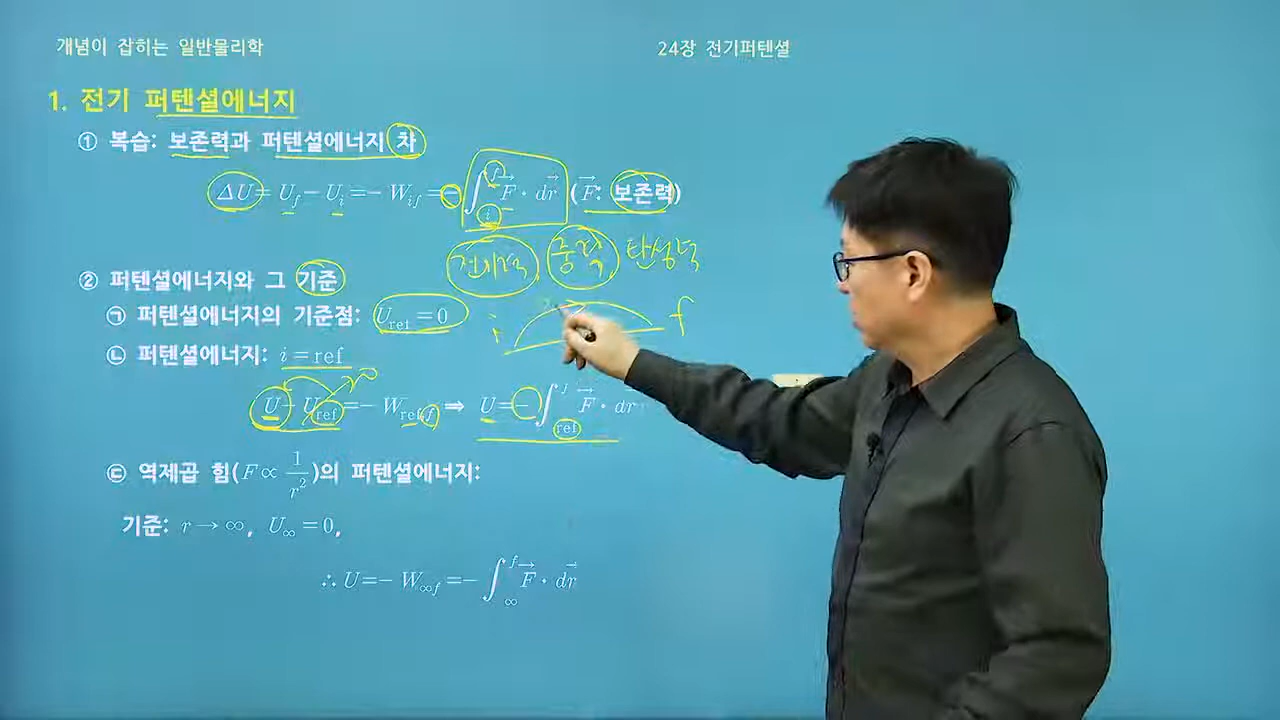 개념이 잡히는 일반물리학
24장 전기퍼텐셜
1. 전기 퍼텐셜에너지
① 복습: 보존력과 퍼텐셜에너지 차
ΔU = U_f − U_i = − W_if = − ∫_i^f F⃗ · dr⃗ (F⃗: 보존력)
전기력, 중력, 탄성력
② 퍼텐셜에너지와 그 기준
㉠ 퍼텐셜에너지의 기준점: U_ref = 0
i f
㉡ 퍼텐셜에너지: i = ref
U − U_ref = − W_ref f ⇒ U = − ∫_ref^f F⃗ · dr
㉢ 역제곱 힘(F ∝ 1/r²)의 퍼텐셜에너지:
기준: r → ∞, U_∞ = 0,
∴ U = − W_∞f = − ∫_∞^f F⃗ · dr⃗